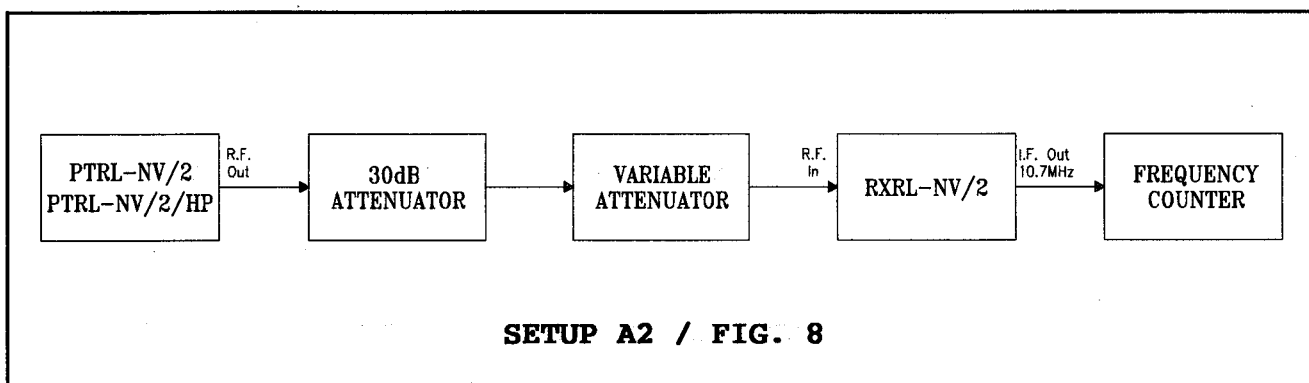 PTRL-NV/2
PTRL-NV/2/HP
R.F.
Out
30dB
ATTENUATOR
VARIABLE
ATTENUATOR
R.F.
In
RXRL-NV/2
I.F. Out
10.7MHz
FREQUENCY
COUNTER
SETUP A2 / FIG. 8